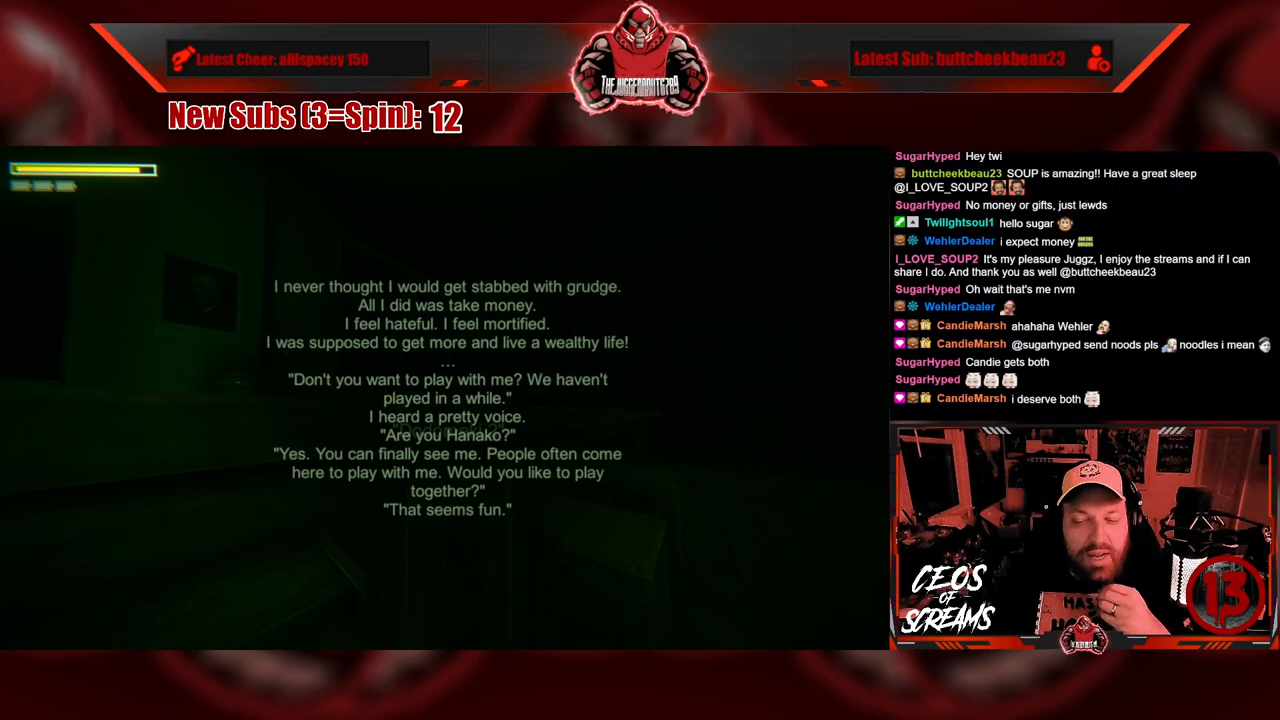 Latest Cheer: alllspacey 150
THEJUGGERNAUT6789
Latest Sub: buttcheekbeau23
New Subs (3=Spin): 12
I never thought I would get stabbed with grudge.
All I did was take money.
I feel hateful. I feel mortified.
I was supposed to get more and live a wealthy life!
...
"Don't you want to play with me? We haven't
played in a while."
I heard a pretty voice.
"Are you Hanako?"
"Yes. You can finally see me. People often come
here to play with me. Would you like to play
together?"
"That seems fun."
SugarHyped Hey twi
buttcheekbeau23 SOUP is amazing!! Have a great sleep
@I_LOVE_SOUP2
SugarHyped No money or gifts, just lewds
Twilightsoul1 hello sugar
WehlerDealer i expect money
I_LOVE_SOUP2 It's my pleasure Juggz, I enjoy the streams and if I can
share I do. And thank you as well @buttcheekbeau23
SugarHyped Oh wait that's me nvm
WehlerDealer
CandieMarsh ahahaha Wehler
CandieMarsh @sugarhyped send noods pls noodles i mean
SugarHyped Candie gets both
SugarHyped
CandieMarsh i deserve both
CEOS
OF
SCREAMS
13